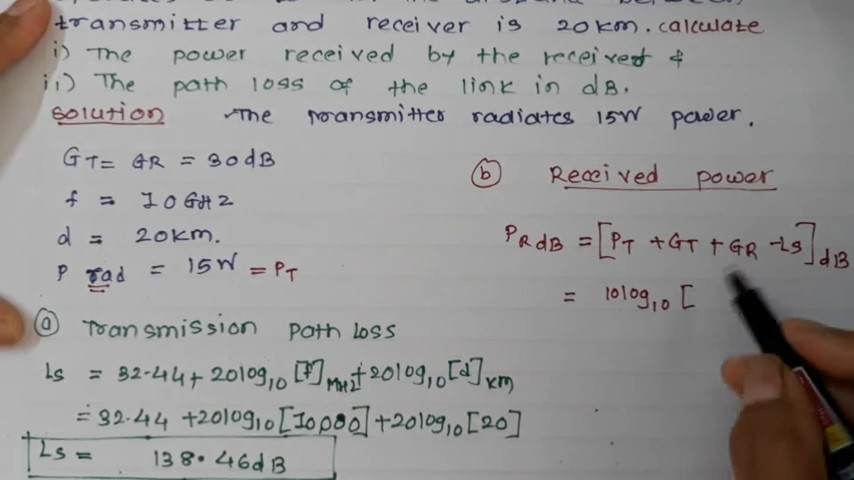 transmitter and receiver is 20km. calculate
i) The power received by the received &
ii) The path loss of the link in dB.
Solution The transmitter radiates 15W power.
GT = GR = 30dB
f = 10GHZ
d = 20km.
P rad = 15W = PT
(a) Transmission Path loss
Ls = 32.44 + 20log10 [f]MHz + 20log10 [d]km
= 32.44 + 20log10 [10000] + 20log10 [20]
Ls = 138.46dB
(b) Received power
PRdB = [PT + GT + GR - Ls]dB
= 10log10 [